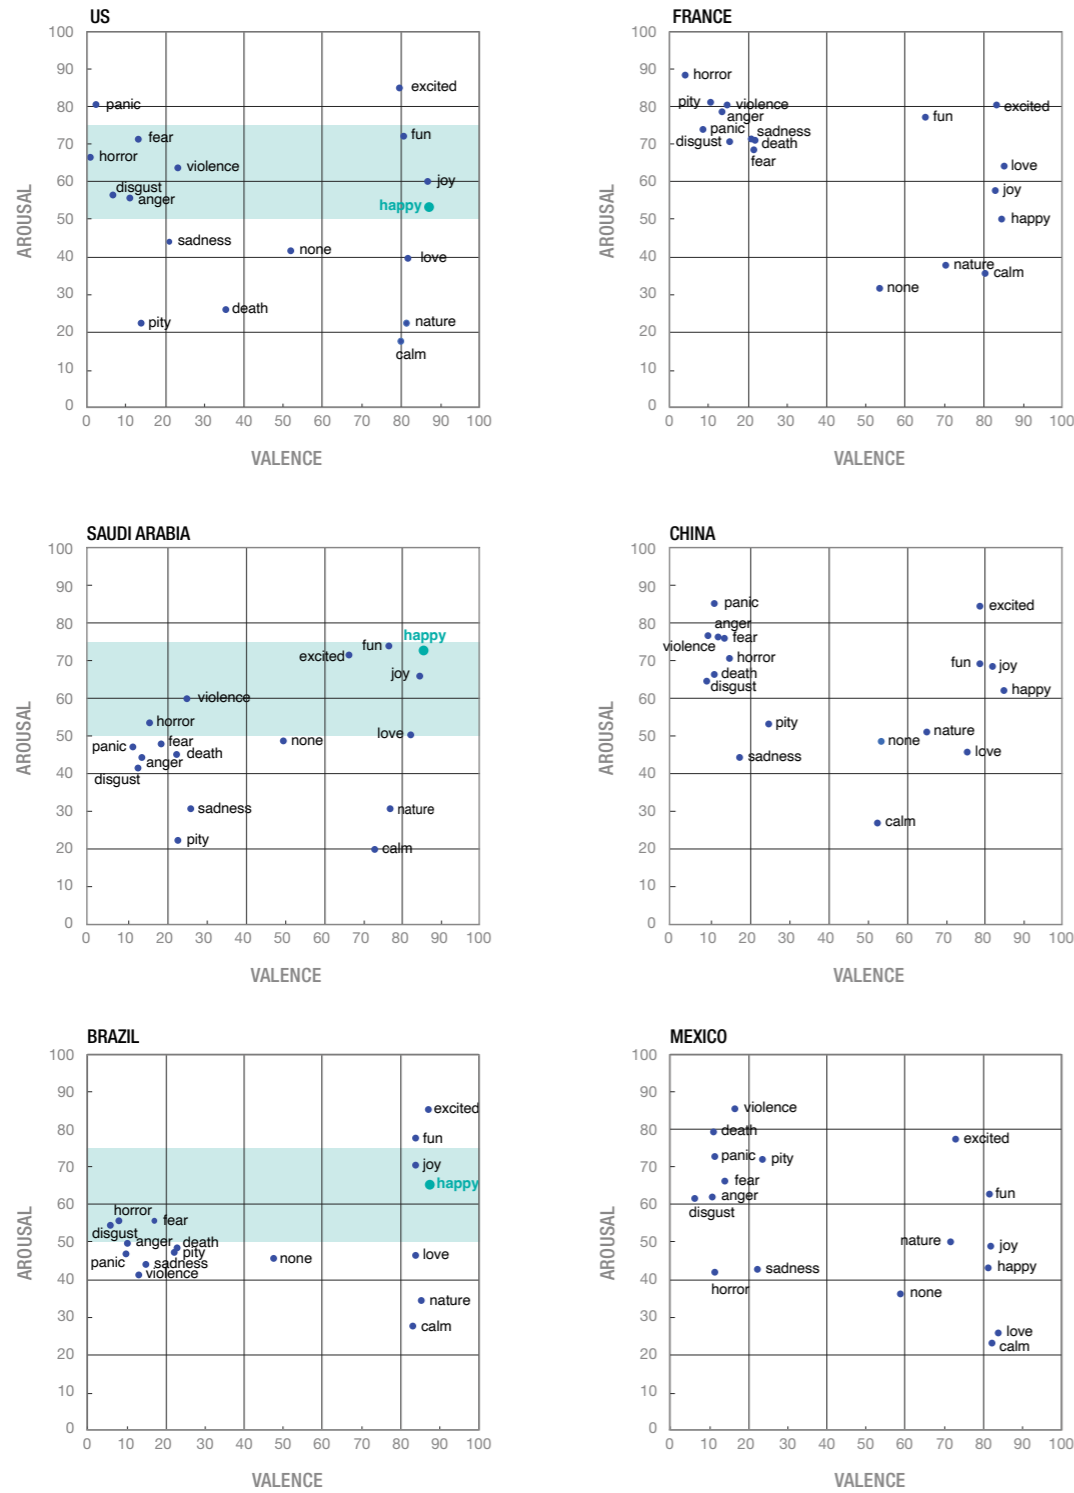 US
100
90
80
70
60
50
40
30
20
10
0
AROUSAL
excited
panic
fun
fear
horror
violence
joy
disgust
anger
happy
sadness
none
love
death
pity
nature
calm
0 10 20 30 40 50 60 70 80 90 100
VALENCE
FRANCE
100
90
80
70
60
50
40
30
20
10
0
AROUSAL
horror
pity
violence
excited
anger
fun
panic
sadness
disgust
death
fear
love
joy
happy
nature
calm
none
0 10 20 30 40 50 60 70 80 90 100
VALENCE
SAUDI ARABIA
100
90
80
70
60
50
40
30
20
10
0
AROUSAL
happy
fun
excited
joy
violence
horror
love
fear
none
panic
death
anger
disgust
sadness
nature
pity
calm
0 10 20 30 40 50 60 70 80 90 100
VALENCE
CHINA
100
90
80
70
60
50
40
30
20
10
0
AROUSAL
panic
excited
anger
fear
violence
horror
fun
joy
death
disgust
happy
pity
nature
none
love
sadness
calm
0 10 20 30 40 50 60 70 80 90 100
VALENCE
BRAZIL
100
90
80
70
60
50
40
30
20
10
0
AROUSAL
excited
fun
joy
happy
horror
fear
disgust
anger
death
pity
panic
sadness
violence
none
love
nature
calm
0 10 20 30 40 50 60 70 80 90 100
VALENCE
MEXICO
100
90
80
70
60
50
40
30
20
10
0
AROUSAL
violence
death
excited
panic
pity
fear
anger
fun
disgust
nature
joy
sadness
happy
horror
none
love
calm
0 10 20 30 40 50 60 70 80 90 100
VALENCE